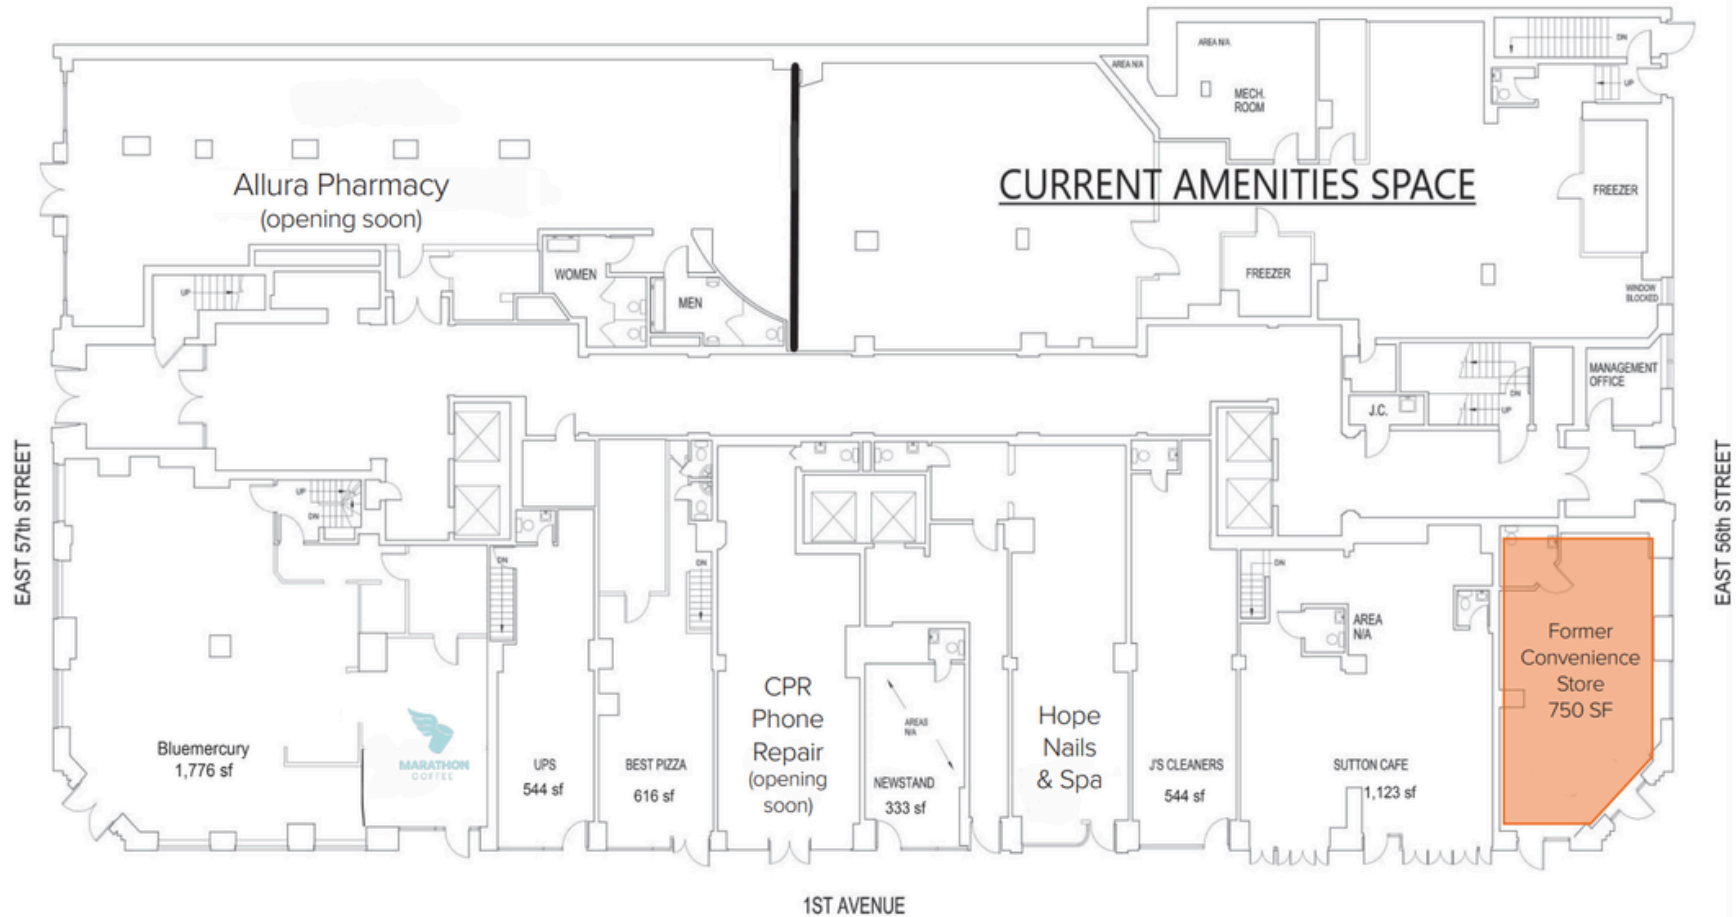 AREA N/A
AREA N/A
MECH.
ROOM
DN
UP
FREEZER
Allura Pharmacy
(opening soon)
CURRENT AMENITIES SPACE
WOMEN
MEN
UP
FREEZER
WINDOW
BLOCKED
MANAGEMENT
OFFICE
J.C.
DN
UP
EAST 57th STREET
EAST 56th STREET
UP
DN
DN
DN
DN
AREA
N/A
Former
Convenience
Store
750 SF
Bluemercury
1,776 sf
MARATHON
COFFEE
UPS
544 sf
BEST PIZZA
616 sf
CPR
Phone
Repair
(opening
soon)
AREAS
N/A
NEWSTAND
333 sf
Hope
Nails
& Spa
J'S CLEANERS
544 sf
SUTTON CAFE
1,123 sf
1ST AVENUE